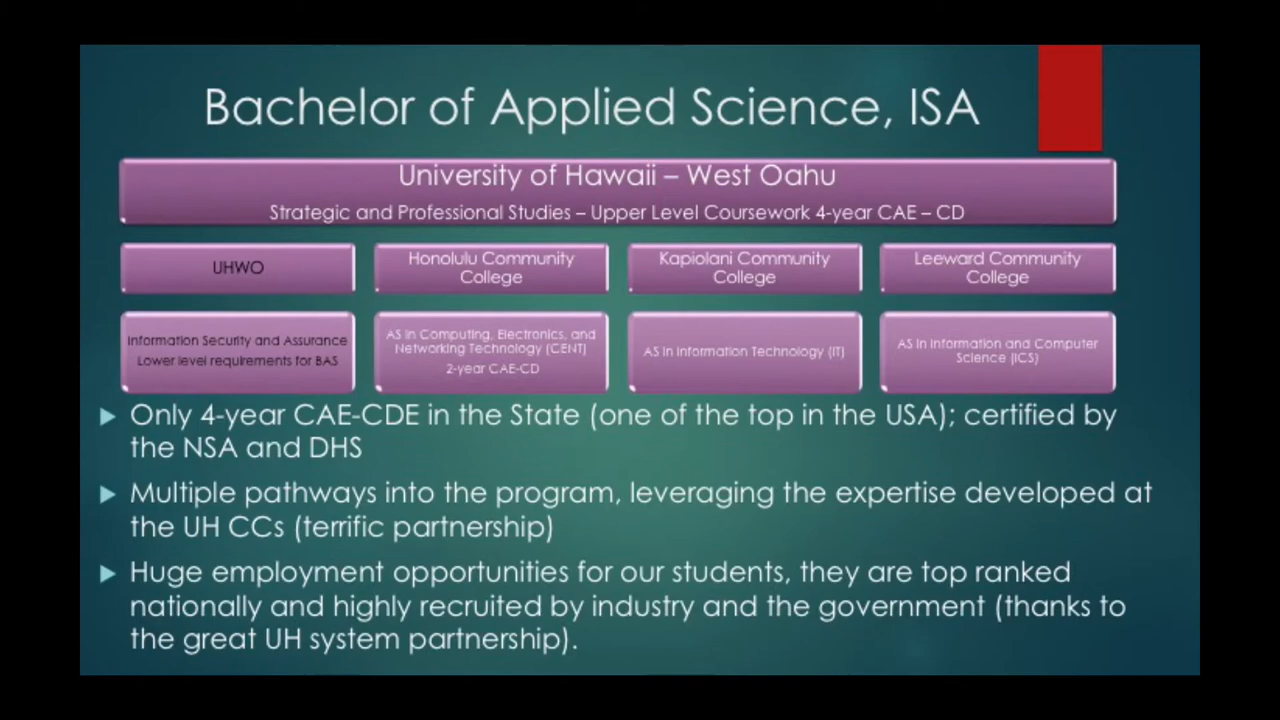 Bachelor of Applied Science, ISA
University of Hawaii – West Oahu
Strategic and Professional Studies – Upper Level Coursework 4-year CAE – CD
UHWO
Honolulu Community
College
Kapiolani Community
College
Leeward Community
College
Information Security and Assurance
Lower level requirements for BAS
AS in Computing, Electronics, and
Networking Technology (CENT)
2-year CAE-CD
AS in Information Technology (IT)
AS in Information and Computer
Science (ICS)
Only 4-year CAE-CDE in the State (one of the top in the USA); certified by
the NSA and DHS
Multiple pathways into the program, leveraging the expertise developed at
the UH CCs (terrific partnership)
Huge employment opportunities for our students, they are top ranked
nationally and highly recruited by industry and the government (thanks to
the great UH system partnership).